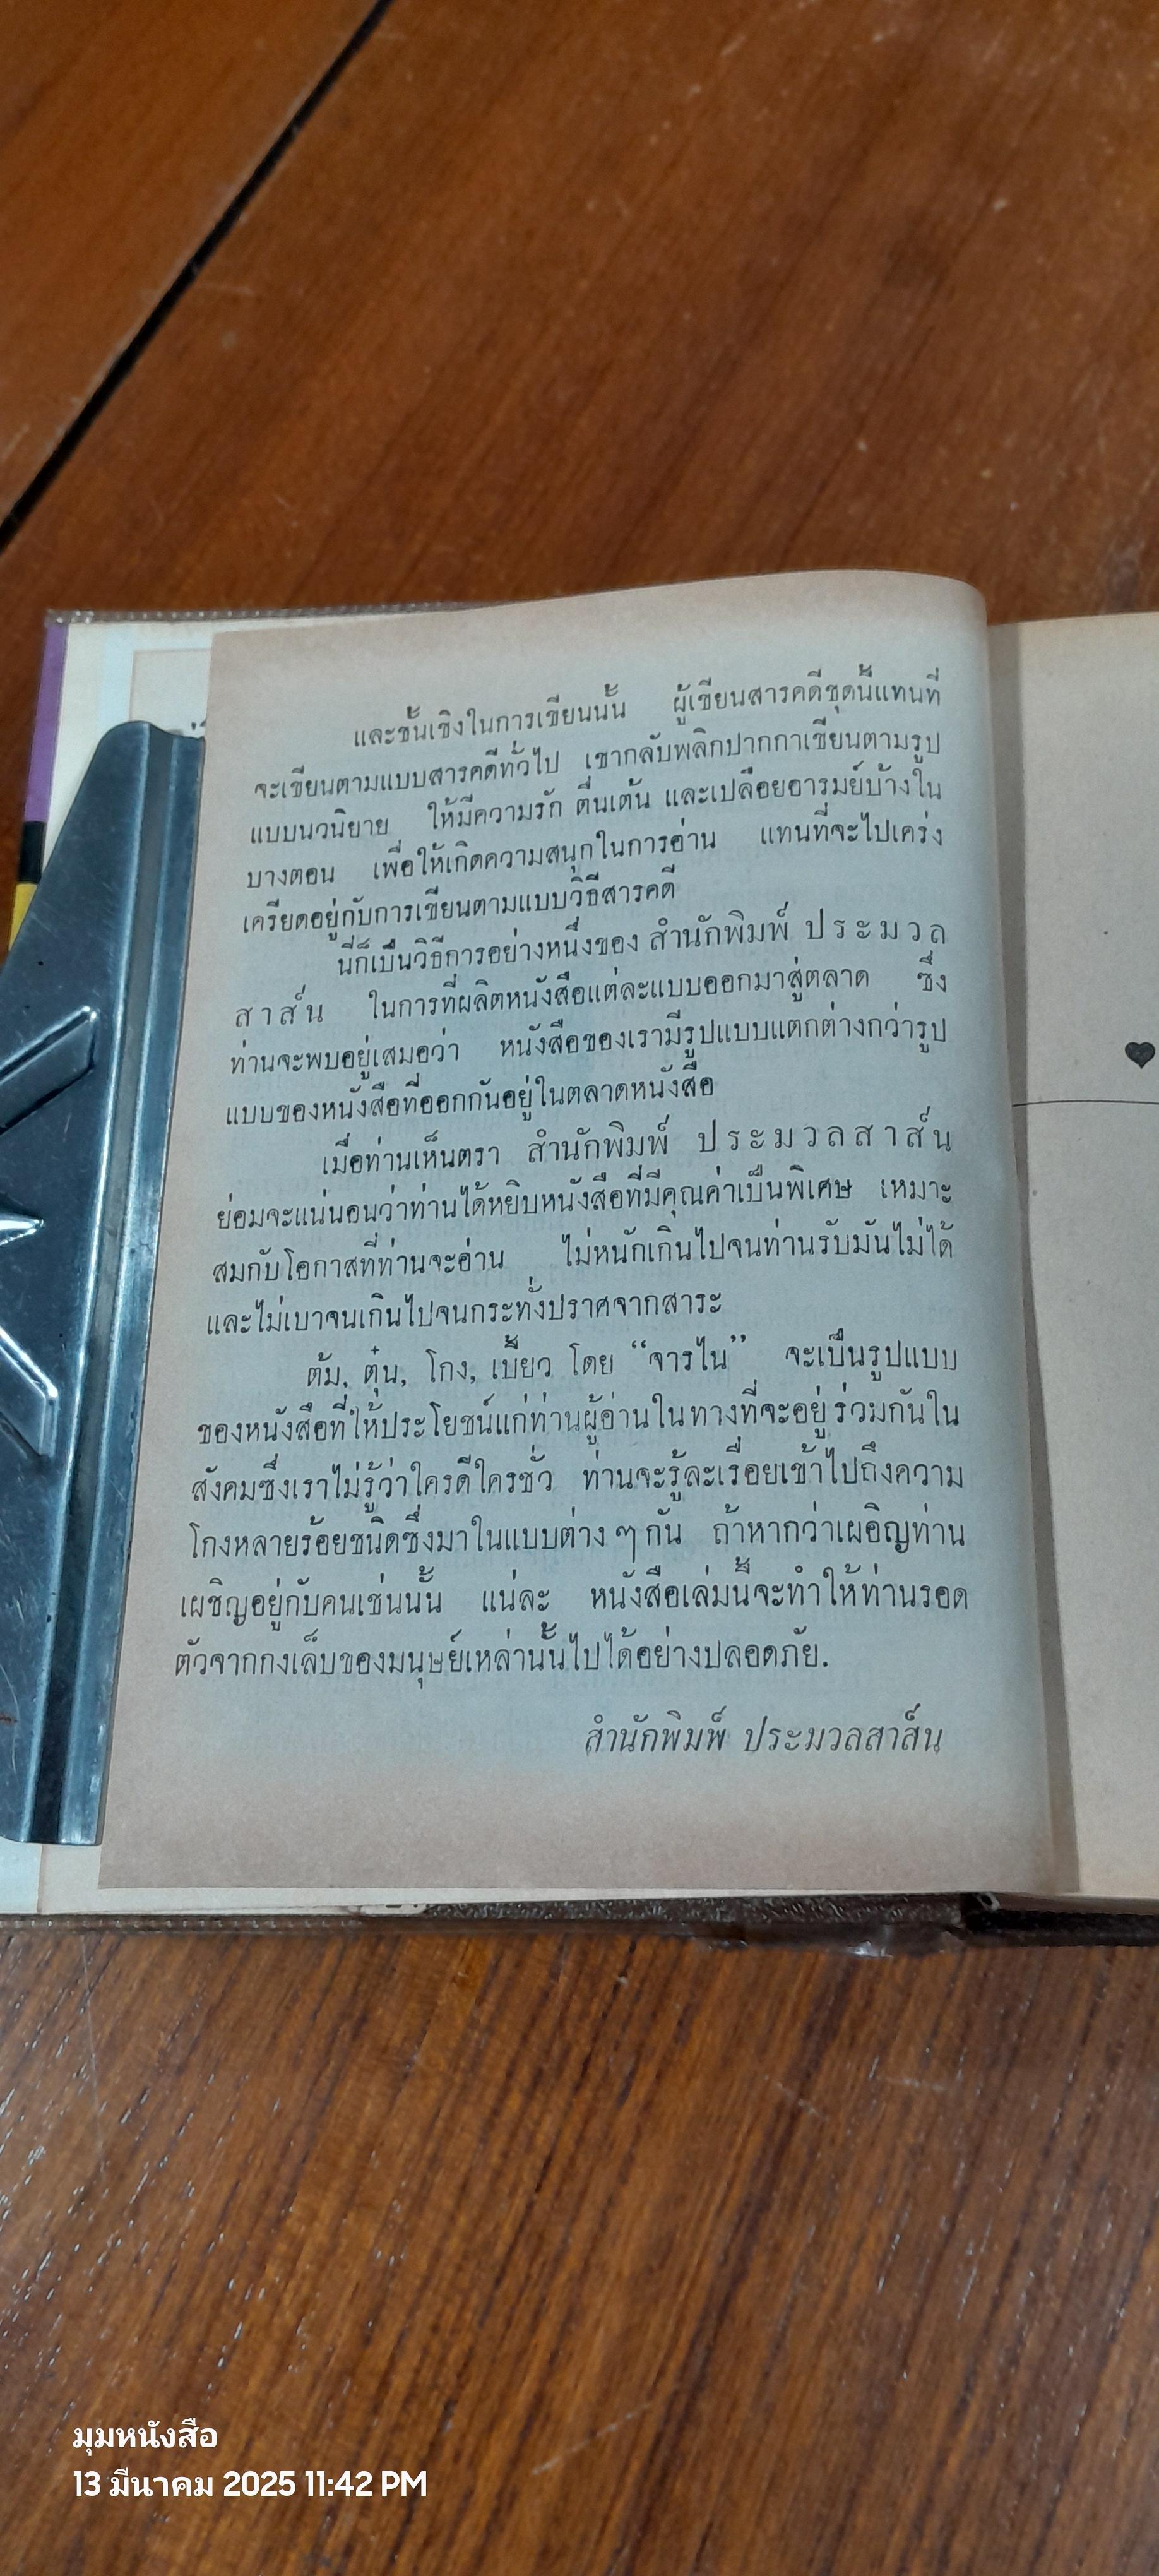 และชั้นเชิงในการเขียนนั้น ผู้เขียนสารคดีชุดนี้แทนที่
จะเขียนตามแบบสารคดีทั่วไป เขากลับพลิกปากกาเขียนตามรูป
แบบนวนิยาย ให้มีความรัก ตื่นเต้น และเปลือยอารมย์บ้างใน
บางตอน เพื่อให้เกิดความสนุกในการอ่าน แทนที่จะไปเคร่ง
เครียดอยู่กับการเขียนตามแบบวิธีสารคดี
นี่ก็เป็นวิธีการอย่างหนึ่งของ สำนักพิมพ์ ประมวล
สาส์น ในการที่ผลิตหนังสือแต่ละแบบออกมาสู่ตลาด ซึ่ง
ท่านจะพบอยู่เสมอว่า หนังสือของเรามีรูปแบบแตกต่างกว่ารูป
แบบของหนังสือที่ออกกันอยู่ในตลาดหนังสือ
เมื่อท่านเห็นตรา สำนักพิมพ์ ประมวลสาส์น
ย่อมจะแน่นอนว่าท่านได้หยิบหนังสือที่มีคุณค่าเป็นพิเศษ เหมาะ
สมกับโอกาสที่ท่านจะอ่าน ไม่หนักเกินไปจนท่านรับมันไม่ได้
และไม่เบาจนเกินไปจนกระทั่งปราศจากสาระ
ต้ม, ตุ๋น, โกง, เบี้ยว โดย “จารไน” จะเป็นรูปแบบ
ของหนังสือที่ให้ประโยชน์แก่ท่านผู้อ่านในทางที่จะอยู่ร่วมกันใน
สังคมซึ่งเราไม่รู้ว่าใครดีใครชั่ว ท่านจะรู้ละเรื่อยเข้าไปถึงความ
โกงหลายร้อยชนิดซึ่งมาในแบบต่าง ๆ กัน ถ้าหากว่าเผอิญท่าน
เผชิญอยู่กับคนเช่นนั้น แน่ละ หนังสือเล่มนี้จะทำให้ท่านรอด
ตัวจากกงเล็บของมนุษย์เหล่านั้นไปได้อย่างปลอดภัย.
สำนักพิมพ์ ประมวลสาส์น
มุมหนังสือ
13 มีนาคม 2025 11:42 PM